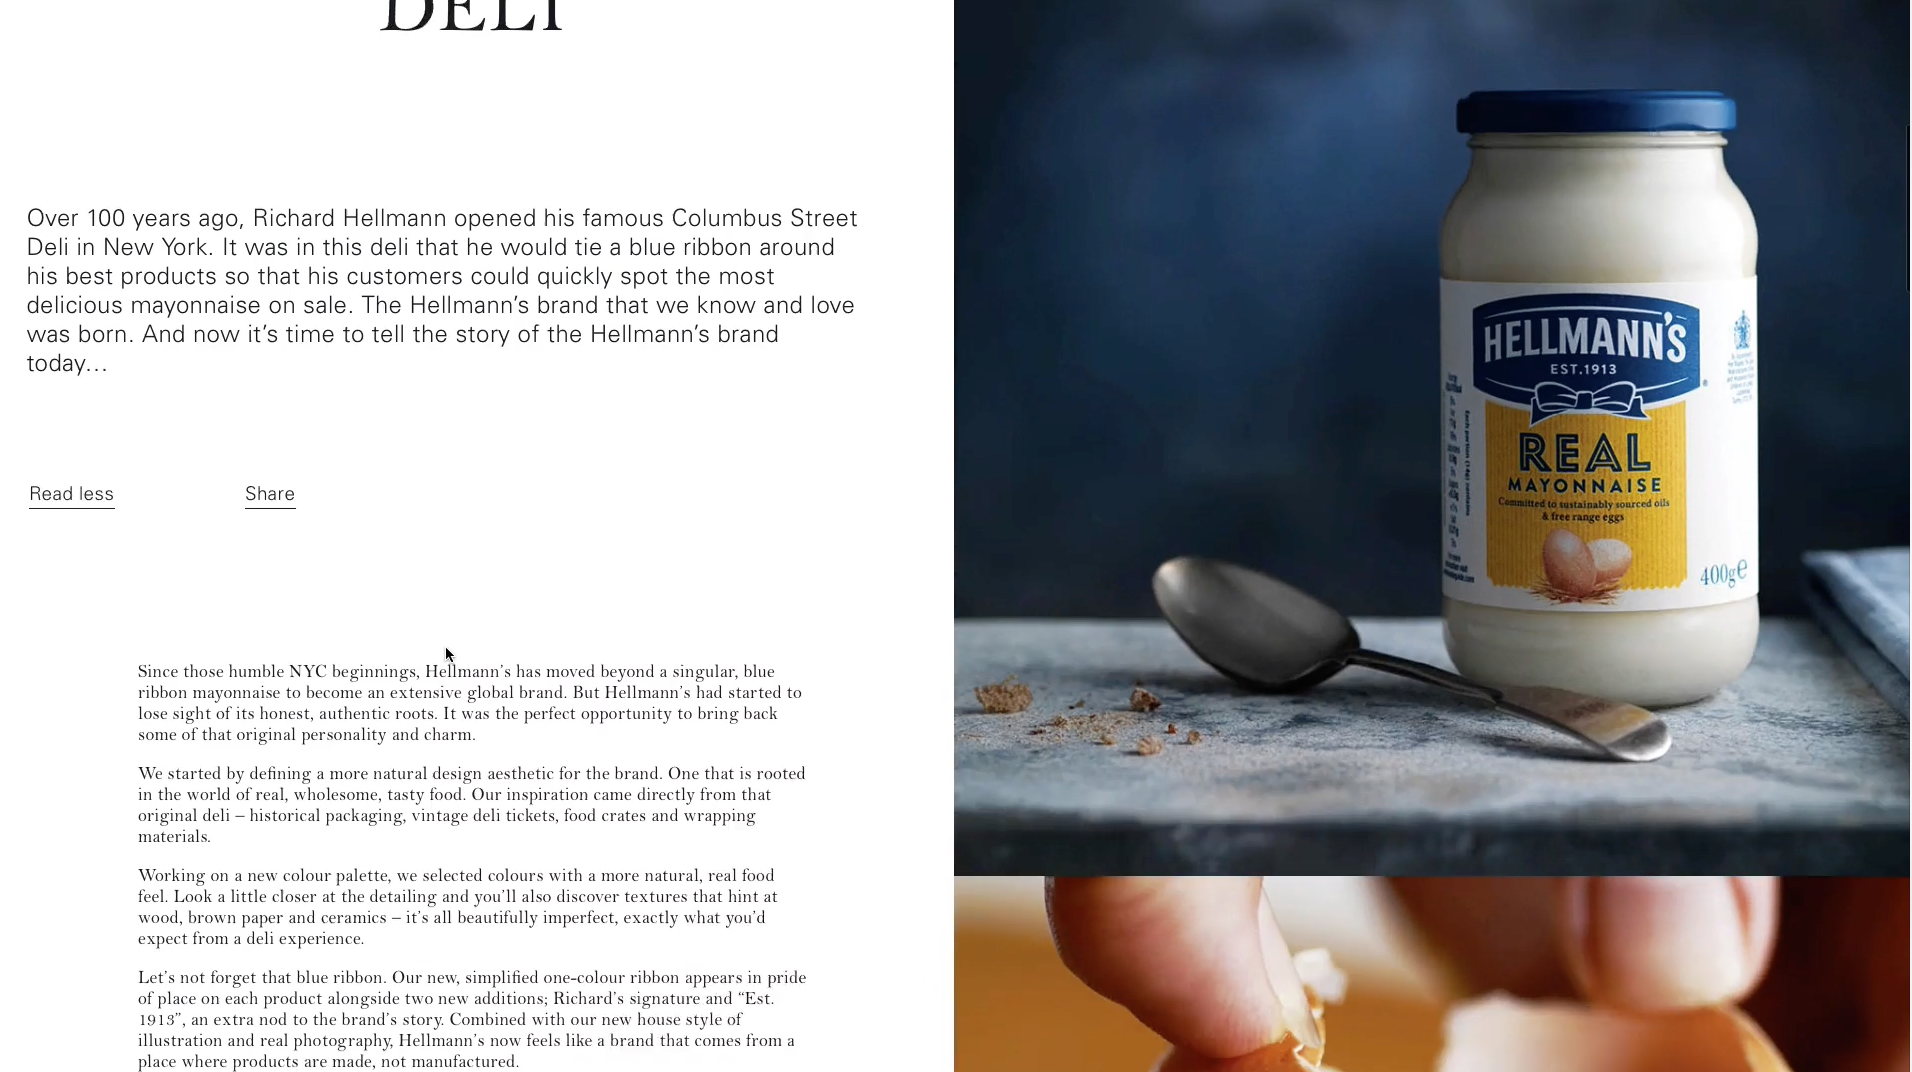 DELI
Over 100 years ago, Richard Hellmann opened his famous Columbus Street
Deli in New York. It was in this deli that he would tie a blue ribbon around
his best products so that his customers could quickly spot the most
delicious mayonnaise on sale. The Hellmann’s brand that we know and love
was born. And now it’s time to tell the story of the Hellmann’s brand
today…
Read less
Share
Since those humble NYC beginnings, Hellmann’s has moved beyond a singular, blue
ribbon mayonnaise to become an extensive global brand. But Hellmann’s had started to
lose sight of its honest, authentic roots. It was the perfect opportunity to bring back
some of that original personality and charm.
We started by defining a more natural design aesthetic for the brand. One that is rooted
in the world of real, wholesome, tasty food. Our inspiration came directly from that
original deli – historical packaging, vintage deli tickets, food crates and wrapping
materials.
Working on a new colour palette, we selected colours with a more natural, real food
feel. Look a little closer at the detailing and you’ll also discover textures that hint at
wood, brown paper and ceramics – it’s all beautifully imperfect, exactly what you’d
expect from a deli experience.
Let’s not forget that blue ribbon. Our new, simplified one-colour ribbon appears in pride
of place on each product alongside two new additions; Richard’s signature and “Est.
1913”, an extra nod to the brand’s story. Combined with our new house style of
illustration and real photography, Hellmann’s now feels like a brand that comes from a
place where products are made, not manufactured.
HELLMANN'S
EST.1913
REAL
MAYONNAISE
Committed to sustainably sourced oils
& free range eggs
400g e